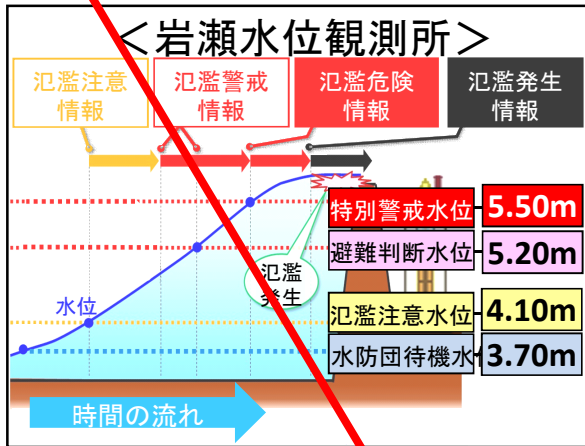 ＜岩瀬水位観測所＞
氾濫注意
情報
氾濫警戒
情報
氾濫危険
情報
氾濫発生
情報
特別警戒水位
5.50m
避難判断水位
5.20m
氾濫
発生
水位
氾濫注意水位
4.10m
水防団待機水
3.70m
時間の流れ